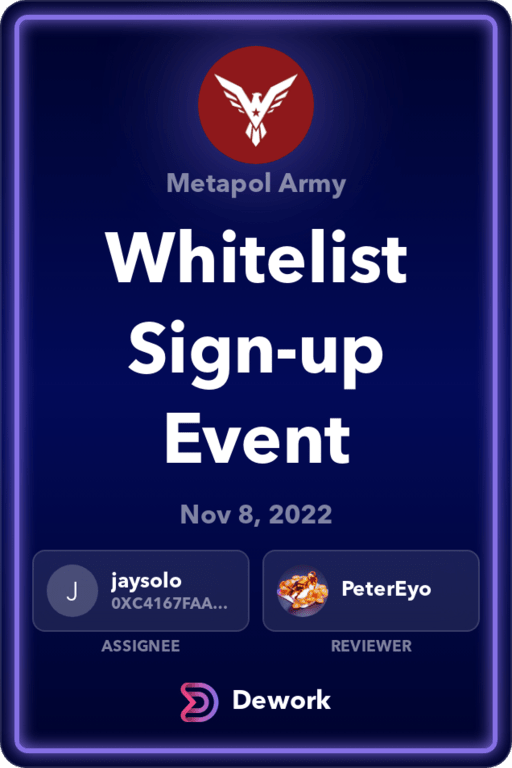 Metapol Army
Whitelist
Sign-up
Event
Nov 8, 2022
J
jaysolo
0XC4167FAA...
ASSIGNEE
PeterEyo
REVIEWER
Dework